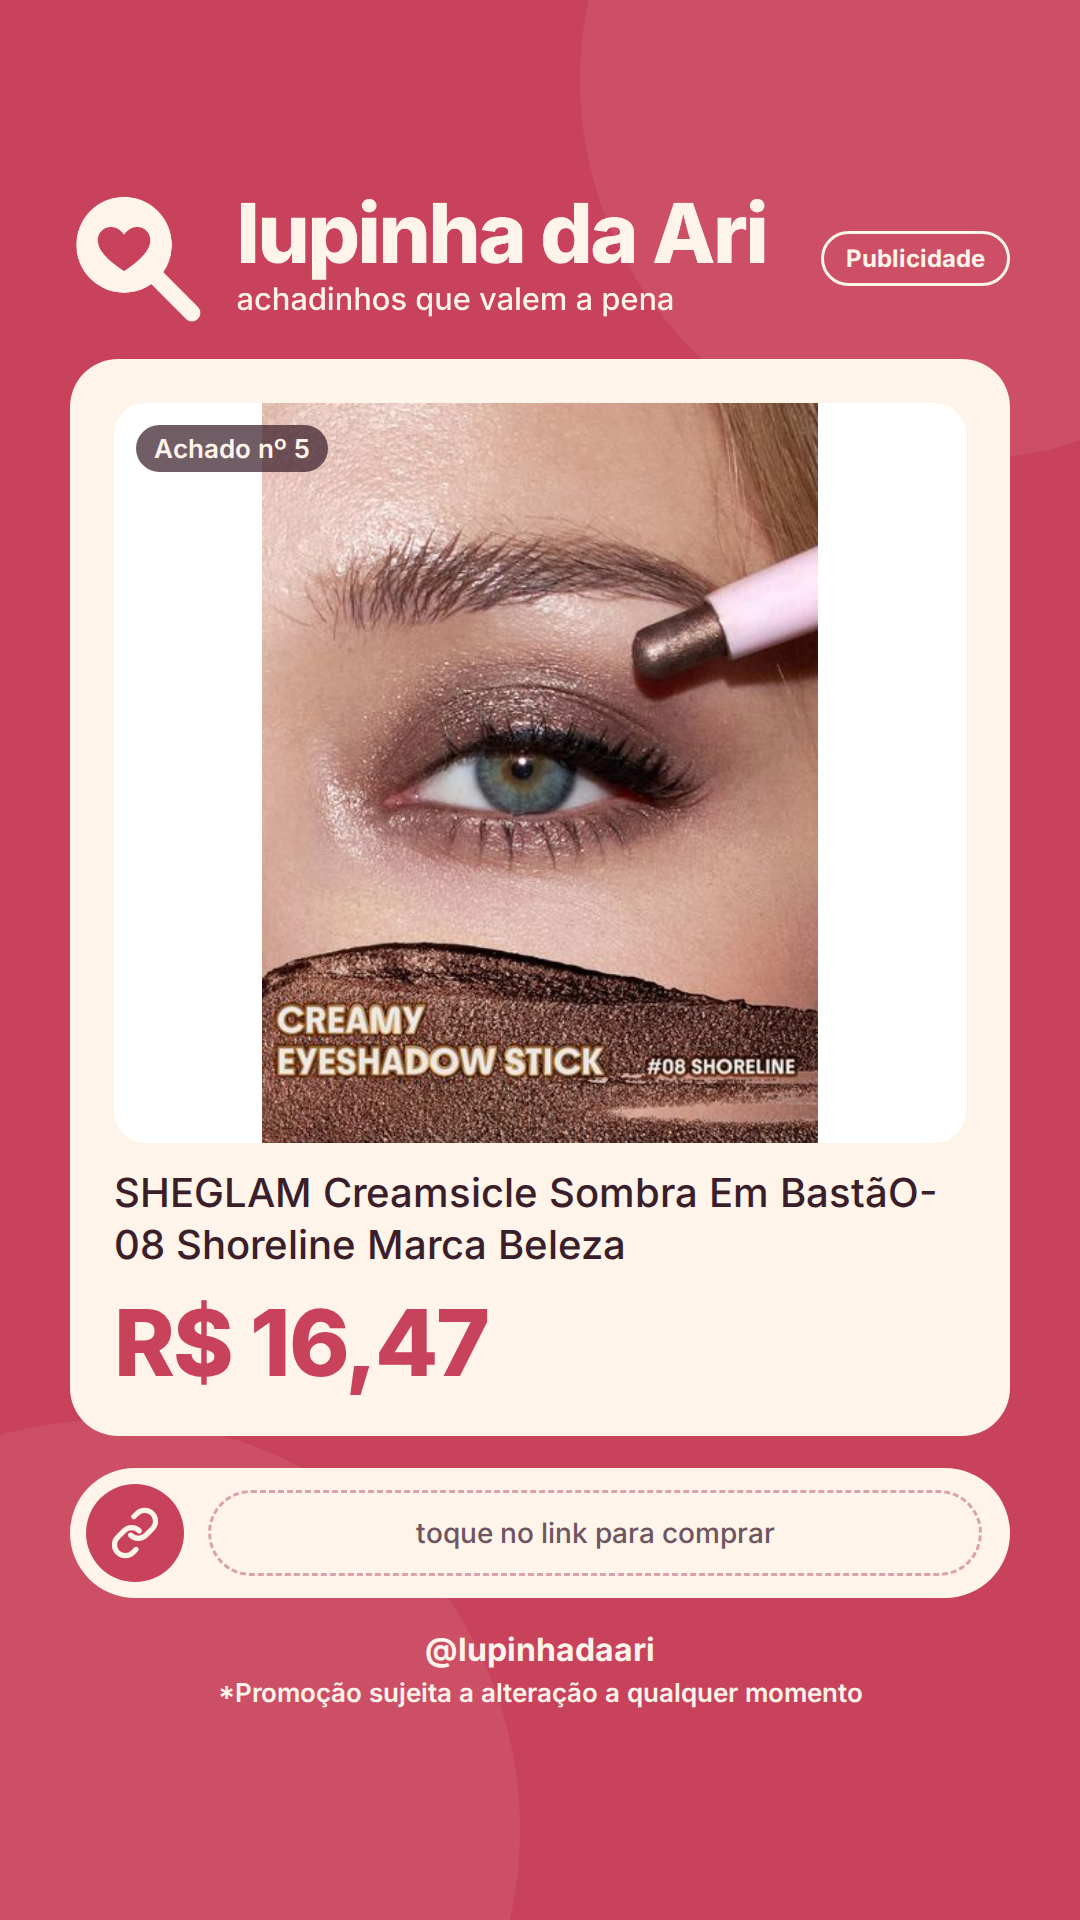 lupinha da Ari
achadinhos que valem a pena
Publicidade
Achado nº 5
CREAMY
EYESHADOW STICK
#08 SHORELINE
SHEGLAM Creamsicle Sombra Em BastãO-
08 Shoreline Marca Beleza
R$ 16,47
toque no link para comprar
@lupinhadaari
*Promoção sujeita a alteração a qualquer momento